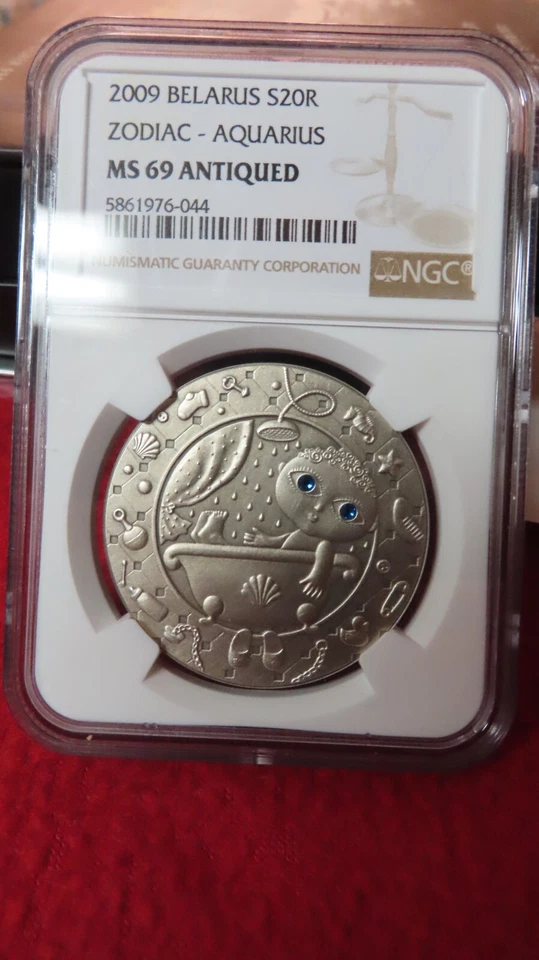 2009 BELARUS S20R
ZODIAC - AQUARIUS
MS 69 ANTIQUED
5861976-044
NUMISMATIC GUARANTY CORPORATION
NGC®